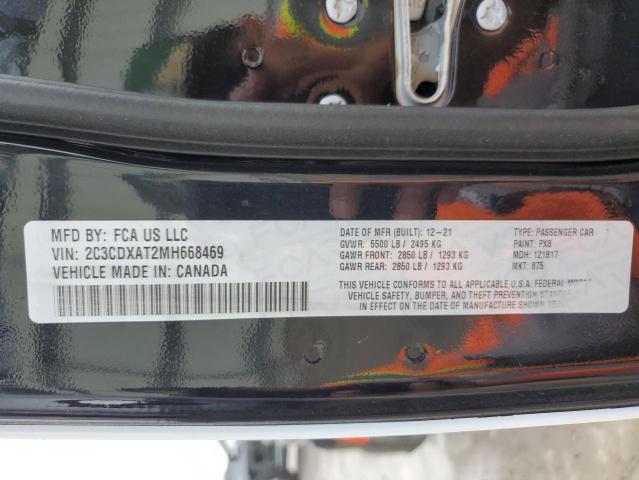 MFD BY: FCA US LLC
VIN: 2C3CDXAT2MH668469
VEHICLE MADE IN: CANADA
DATE OF MFR (BUILT): 12-21
GVWR: 5500 LB / 2495 KG
GAWR FRONT: 2850 LB / 1293 KG
GAWR REAR: 2850 LB / 1293 KG
TYPE: PASSENGER CAR
PAINT: PX8
MDH: 121817
MKT: 875
1
THIS VEHICLE CONFORMS TO ALL APPLICABLE U.S.A. FEDERAL MOTOR
VEHICLE SAFETY, BUMPER, AND THEFT PREVENTION
IN EFFECT ON THE DATE OF MANUFACTURE SHOWN